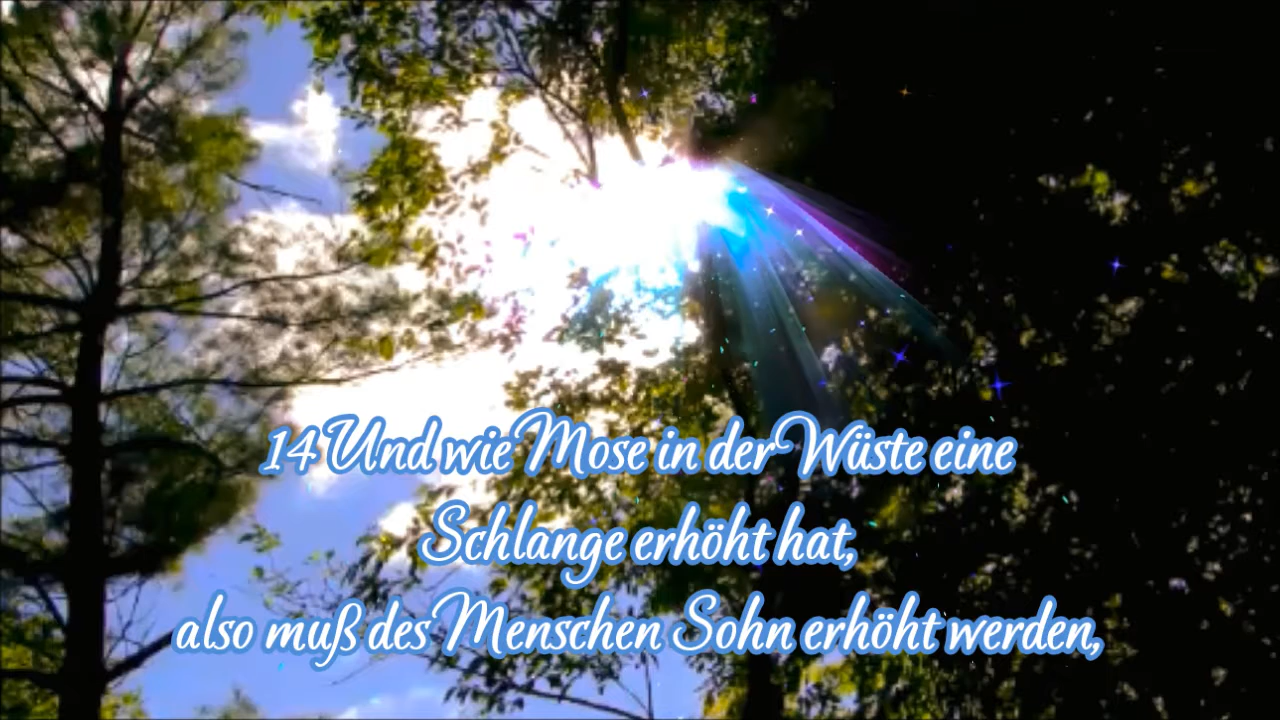 14 Und wie Mose in der Wüste eine
Schlange erhöht hat,
also muß des Menschen Sohn erhöht werden,